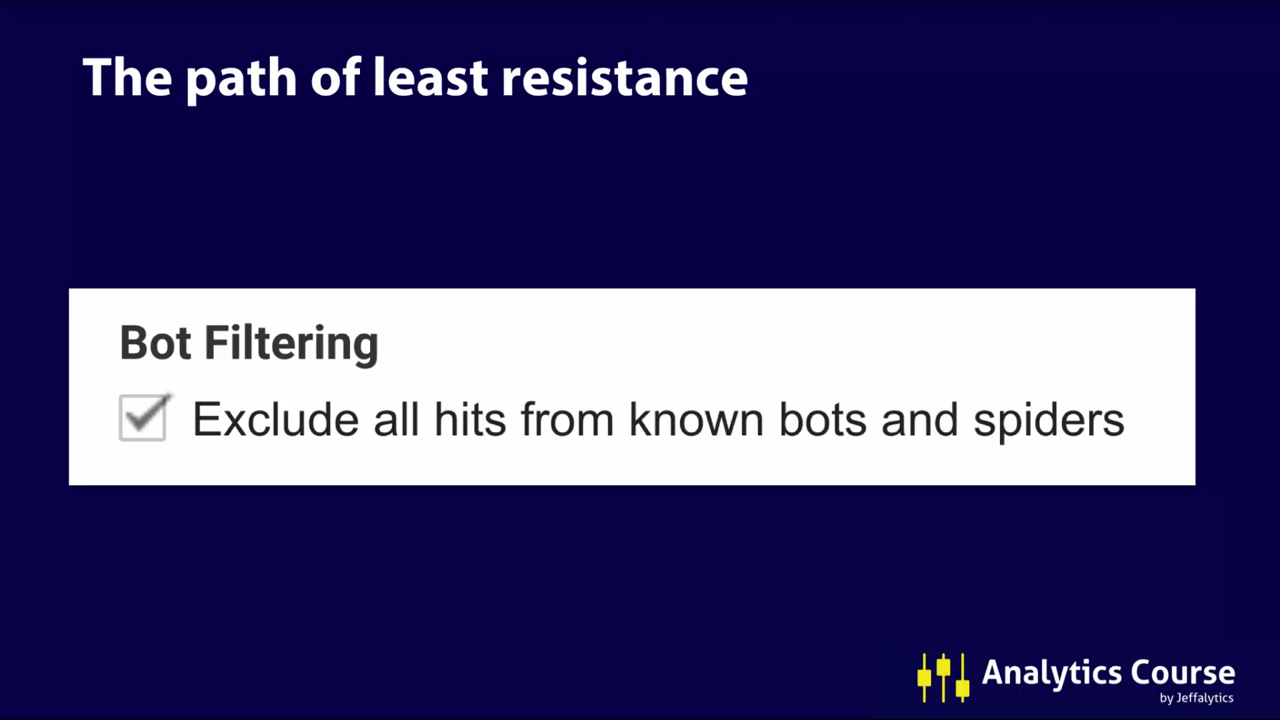 The path of least resistance
Bot Filtering
Exclude all hits from known bots and spiders
Analytics Course
by Jeffalytics